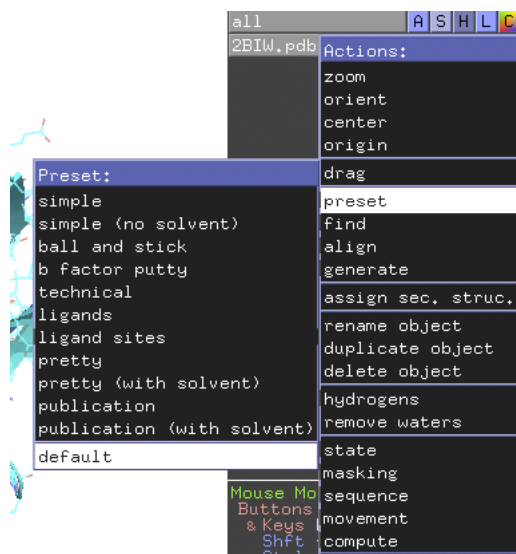 all A S H L C
2BIW.pdb
Actions:
zoom
orient
center
origin
drag
preset
find
align
generate
assign sec. struc.
rename object
duplicate object
delete object
hydrogens
remove waters
state
masking
sequence
movement
compute
Preset:
simple
simple (no solvent)
ball and stick
b factor putty
technical
ligands
ligand sites
pretty
pretty (with solvent)
publication
publication (with solvent)
default
Mouse Mo
Buttons
& Keys
Shft